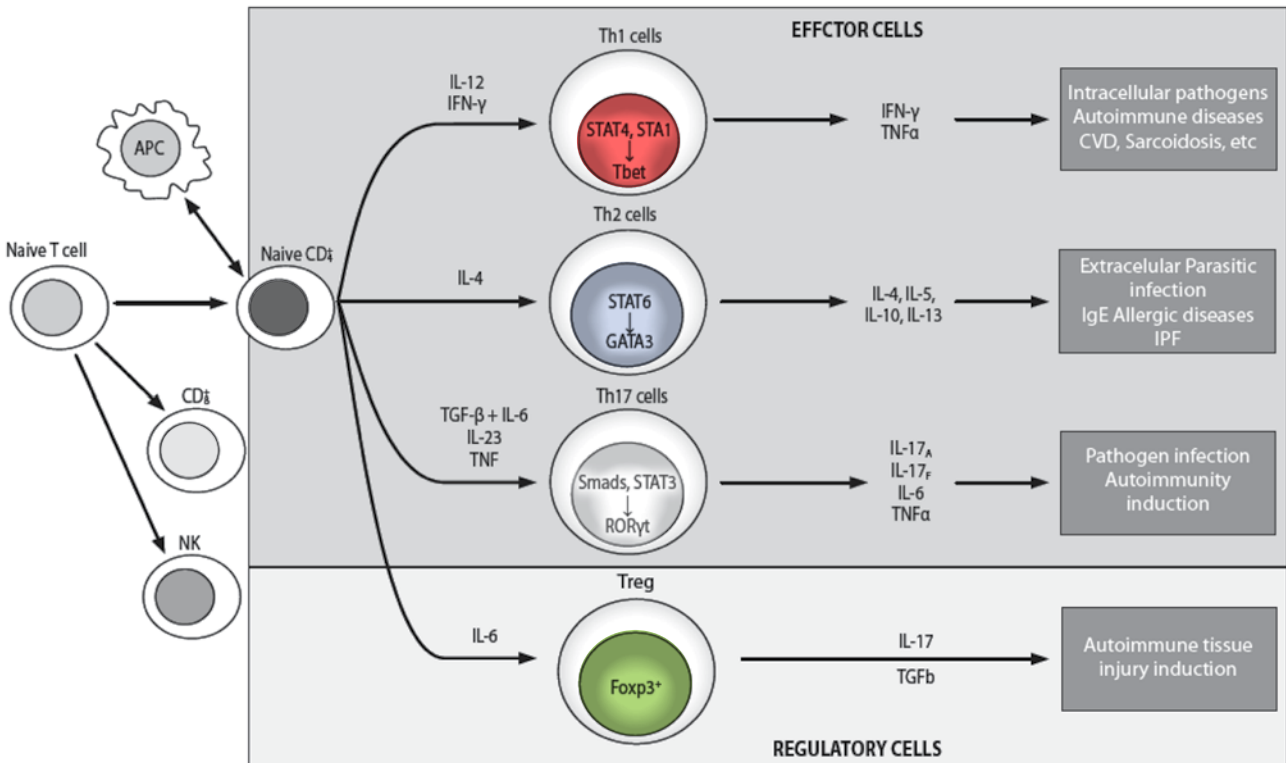 EFFCTOR CELLS
Th1 cells
IL-12
IFN-γ
STAT4, STA1
↓
Tbet
IFN-γ
TNFα
Intracellular pathogens
Autoimmune diseases
CVD, Sarcoidosis, etc
APC
Naive T cell
Naive CD4+
Th2 cells
IL-4
STAT6
↓
GATA3
IL-4, IL-5,
IL-10, IL-13
Extracelular Parasitic
infection
IgE Allergic diseases
IPF
CD8+
Th17 cells
TGF-β + IL-6
IL-23
TNF
Smads, STAT3
↓
RORγt
IL-17A
IL-17F
IL-6
TNFα
Pathogen infection
Autoimmunity
induction
NK
Treg
IL-6
Foxp3+
IL-17
TGFb
Autoimmune tissue
injury induction
REGULATORY CELLS